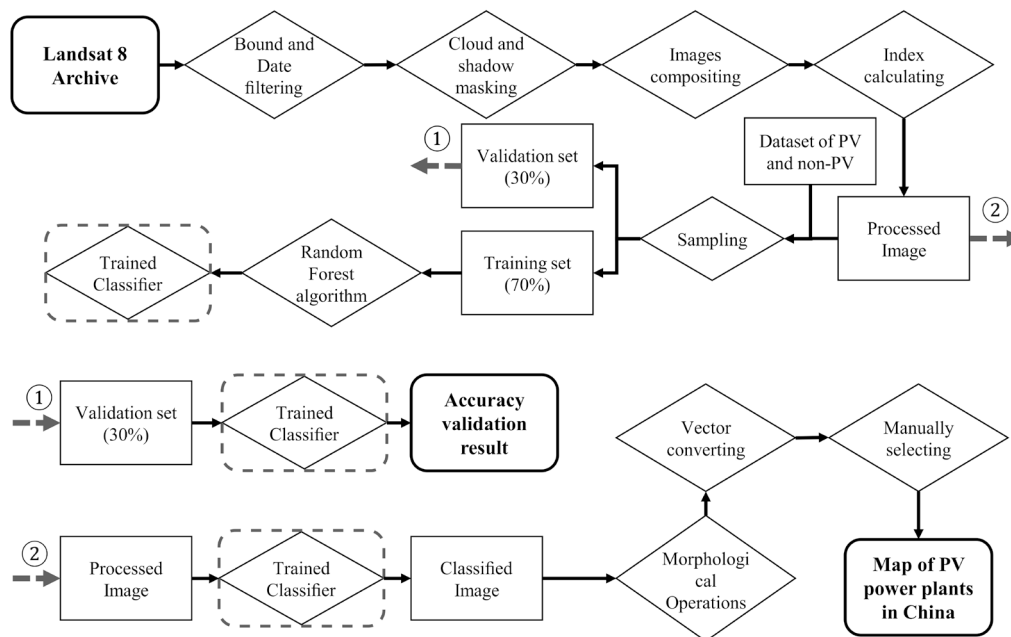 Landsat 8
Archive
Bound and
Date
filtering
Cloud and
shadow
masking
Images
compositing
Index
calculating
①
Validation set
(30%)
Dataset of PV
and non-PV
②
Trained
Classifier
Random
Forest
algorithm
Training set
(70%)
Sampling
Processed
Image
①
Validation set
(30%)
Trained
Classifier
Accuracy
validation
result
Vector
converting
Manually
selecting
②
Processed
Image
Trained
Classifier
Classified
Image
Morphologi
cal
Operations
Map of PV
power plants
in China